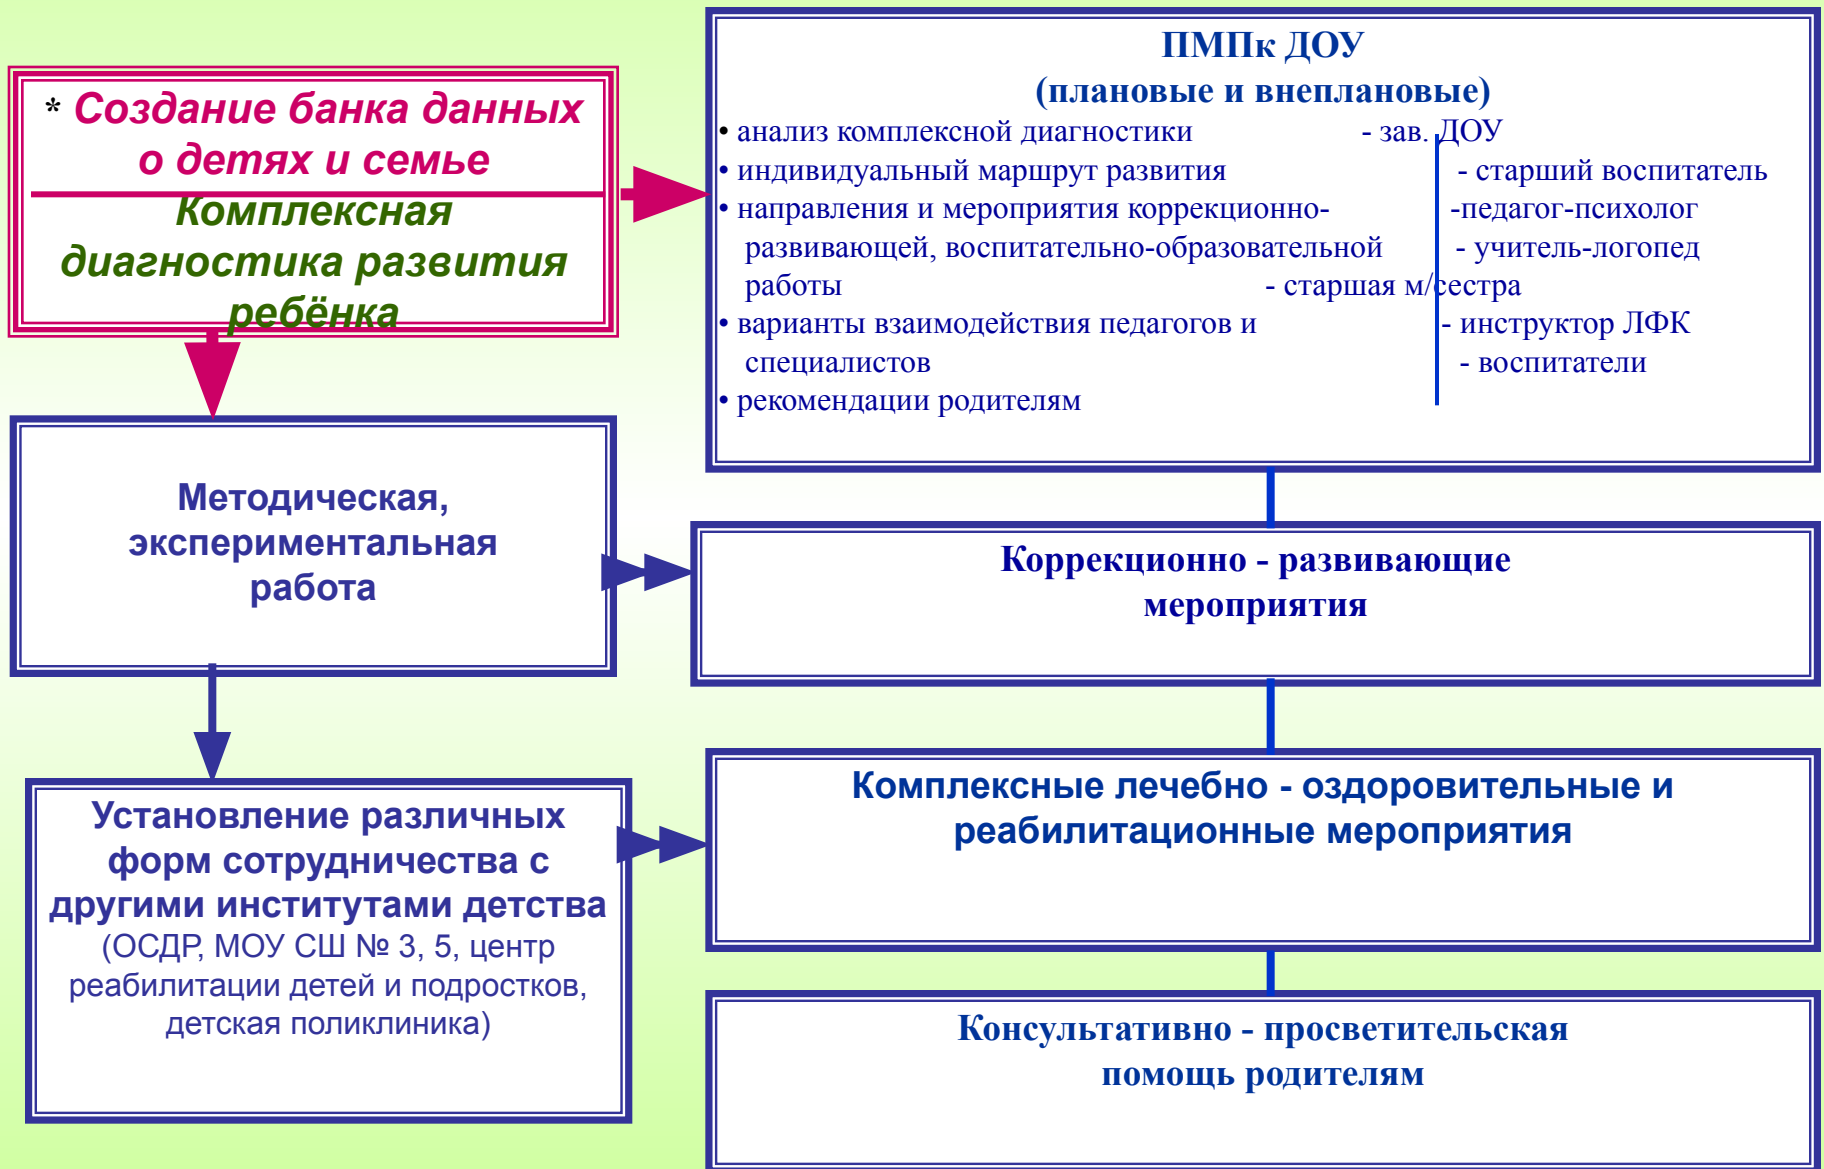 * Создание банка данных
о детях и семье
Комплексная
диагностика развития
ребёнка
ПМПк ДОУ
(плановые и внеплановые)
• анализ комплексной диагностики - зав. ДОУ
• индивидуальный маршрут развития - старший воспитатель
• направления и мероприятия коррекционно- -педагог-психолог
развивающей, воспитательно-образовательной - учитель-логопед
работы - старшая м/сестра
• варианты взаимодействия педагогов и - инструктор ЛФК
специалистов - воспитатели
• рекомендации родителям
Методическая,
экспериментальная
работа
Коррекционно - развивающие
мероприятия
Установление различных
форм сотрудничества с
другими институтами детства
(ОСДР, МОУ СШ № 3, 5, центр
реабилитации детей и подростков,
детская поликлиника)
Комплексные лечебно - оздоровительные и
реабилитационные мероприятия
Консультативно - просветительская
помощь родителям